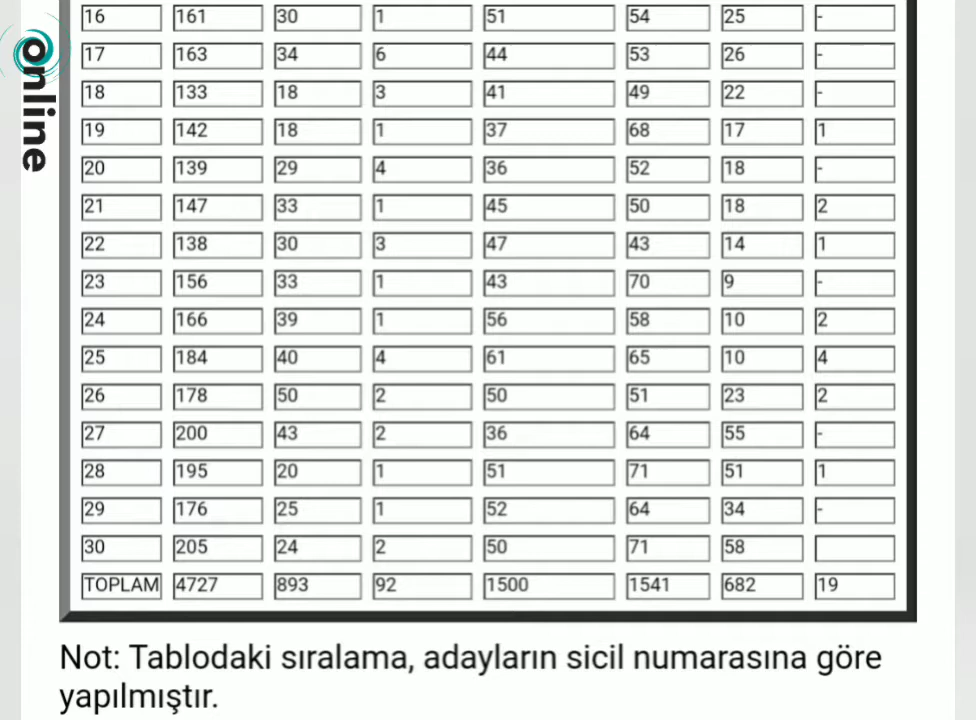 online
16 161 30 1 51 54 25 -
17 163 34 6 44 53 26 -
18 133 18 3 41 49 22 -
19 142 18 1 37 68 17 1
20 139 29 4 36 52 18 -
21 147 33 1 45 50 18 2
22 138 30 3 47 43 14 1
23 156 33 1 43 70 9 -
24 166 39 1 56 58 10 2
25 184 40 4 61 65 10 4
26 178 50 2 50 51 23 2
27 200 43 2 36 64 55 -
28 195 20 1 51 71 51 1
29 176 25 1 52 64 34 -
30 205 24 2 50 71 58
TOPLAM 4727 893 92 1500 1541 682 19
Not: Tablodaki sıralama, adayların sicil numarasına göre
yapılmıştır.